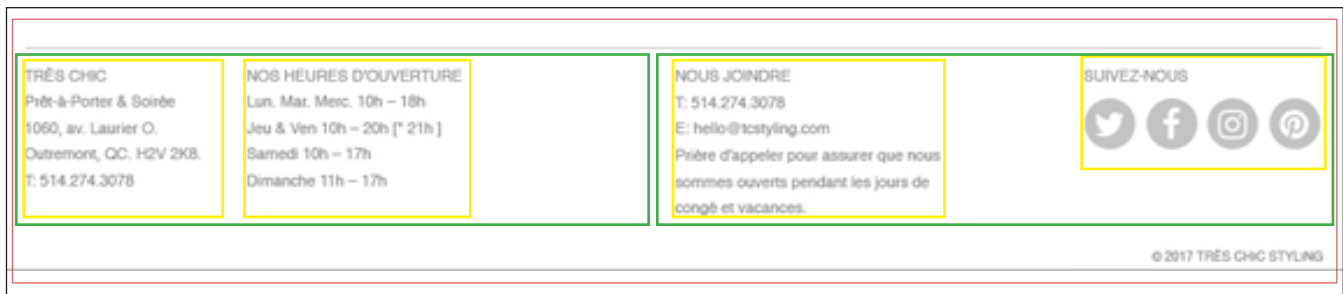 TRÈS CHIC
Prêt-à-Porter & Soirée
1060, av. Laurier O.
Outremont, QC. H2V 2K8.
T: 514.274.3078
NOS HEURES D'OUVERTURE
Lun. Mar. Merc. 10h – 18h
Jeu & Ven 10h – 20h [* 21h ]
Samedi 10h – 17h
Dimanche 11h – 17h
NOUS JOINDRE
T: 514.274.3078
E: hello@tcstyling.com
Prière d'appeler pour assurer que nous
sommes ouverts pendant les jours de
congè et vacances.
SUIVEZ-NOUS
© 2017 TRÈS CHIC STYLING